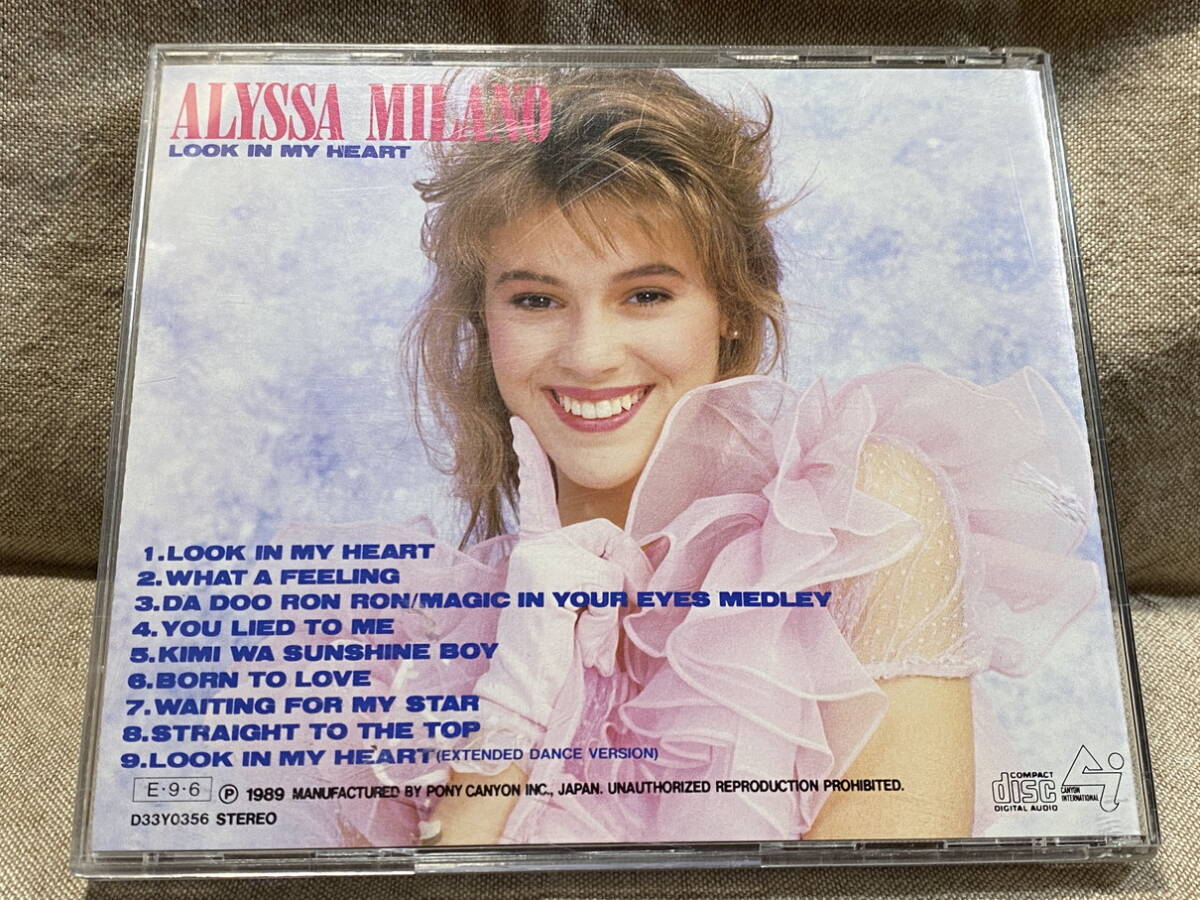 ALYSSA MILANO
LOOK IN MY HEART
1.LOOK IN MY HEART
2.WHAT A FEELING
3.DA DOO RON RON/MAGIC IN YOUR EYES MEDLEY
4.YOU LIED TO ME
5.KIMI WA SUNSHINE BOY
6.BORN TO LOVE
7.WAITING FOR MY STAR
8.STRAIGHT TO THE TOP
9.LOOK IN MY HEART(EXTENDED DANCE VERSION)
E・9・6 Ⓟ 1989 MANUFACTURED BY PONY CANYON INC., JAPAN. UNAUTHORIZED REPRODUCTION PROHIBITED.
D33Y0356 STEREO
COMPACT
disc
DIGITAL AUDIO
CANYON
INTERNATIONAL